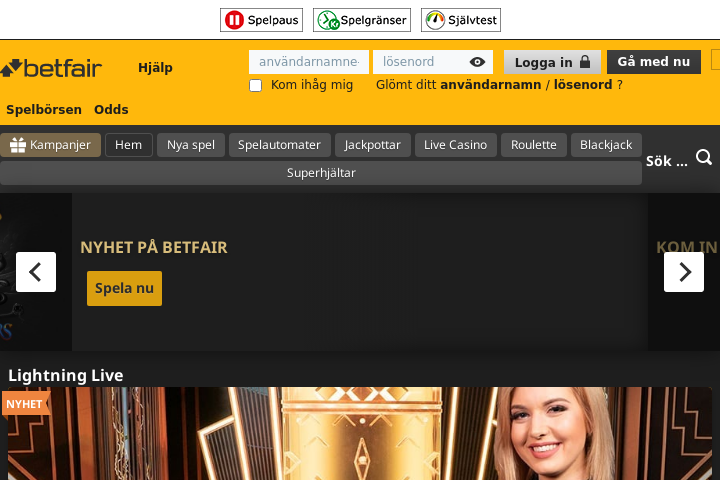 Spelpaus Spelgränser Självtest
betfair Hjälp användarnamne- lösenord Logga in Gå med nu
Kom ihåg mig Glömt ditt användarnamn / lösenord ?
Spelbörsen Odds
Kampanjer Hem Nya spel Spelautomater Jackpottar Live Casino Roulette Blackjack
Superhjältar
Sök ...
NYHET PÅ BETFAIR
KOM IN
Spela nu
Lightning Live
NYHET